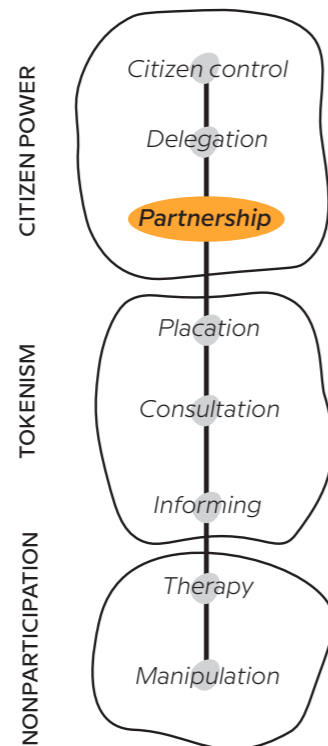 CITIZEN POWER
Citizen control
Delegation
Partnership
TOKENISM
Placation
Consultation
Informing
NONPARTICIPATION
Therapy
Manipulation